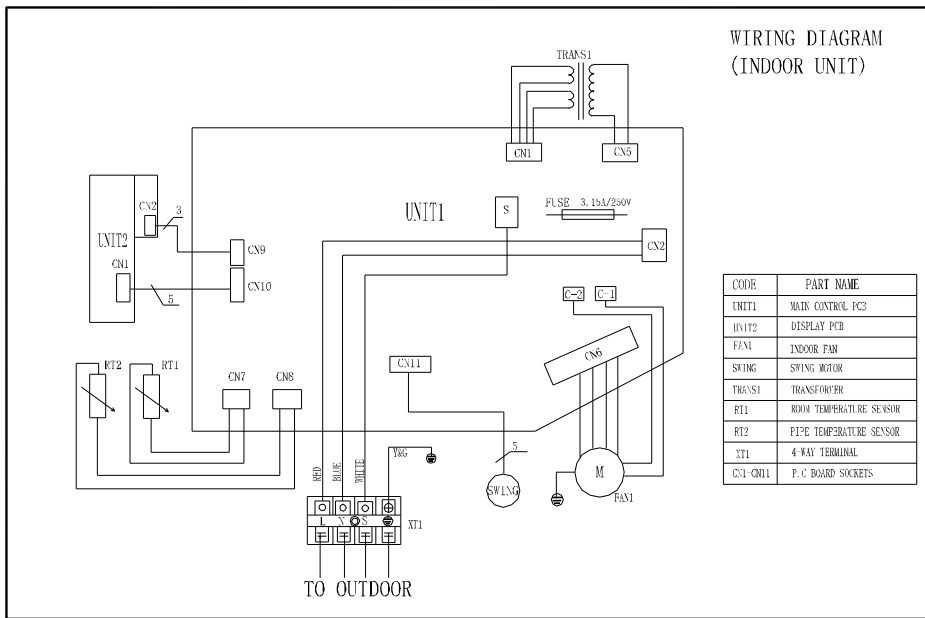 WIRING DIAGRAM
(INDOOR UNIT)
TRANS1
CN1
CN5
UNIT1
S
FUSE 3.15A/250V
CN2
3
UNIT2
CN9
CN2
CN1
CN10
5
C-2
C-1
CN6
RT2
RT1
CN7
CN8
CN11
RED
BLUE
WHITE
Y&G
5
SWING
M
FAN1
L N S
XT1
TO OUTDOOR
CODE PART NAME
UNIT1 MAIN CONTROL PCB
UNIT2 DISPLAY PCB
FAN1 INDOOR FAN
SWING SWING MOTOR
TRANS1
RT1 ROOM TEMPERATURE SENSOR
RT2 PIPE TEMPERATURE SENSOR
XT1 4-WAY TERMINAL
CN1-CN11 P.C BOARD SOCKETS